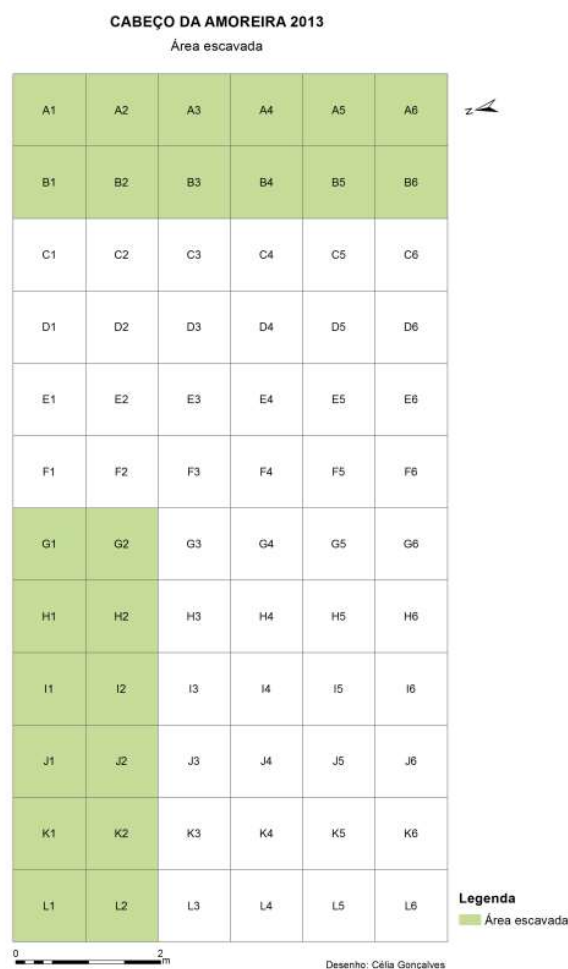 CABEÇO DA AMOREIRA 2013
Área escavada
A1 A2 A3 A4 A5 A6
N
B1 B2 B3 B4 B5 B6
C1 C2 C3 C4 C5 C6
D1 D2 D3 D4 D5 D6
E1 E2 E3 E4 E5 E6
F1 F2 F3 F4 F5 F6
G1 G2 G3 G4 G5 G6
H1 H2 H3 H4 H5 H6
I1 I2 I3 I4 I5 I6
J1 J2 J3 J4 J5 J6
K1 K2 K3 K4 K5 K6
L1 L2 L3 L4 L5 L6
Legenda
Área escavada
0 2
m
Desenho: Célia Gonçalves